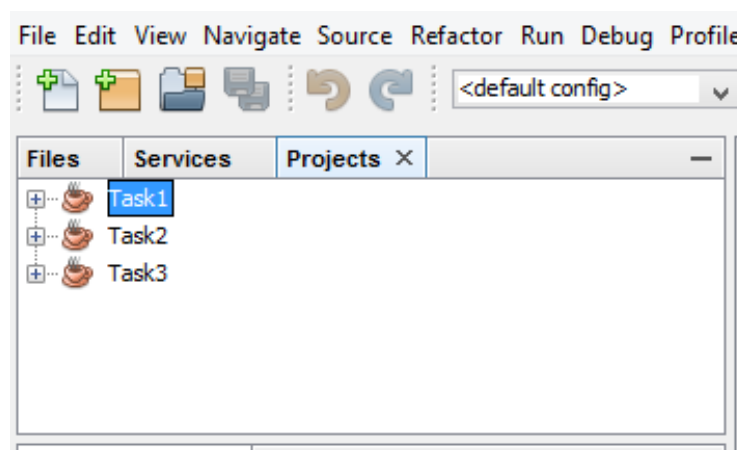 File Edit View Navigate Source Refactor Run Debug Profile
<default config>
Files Services Projects
Task1
Task2
Task3